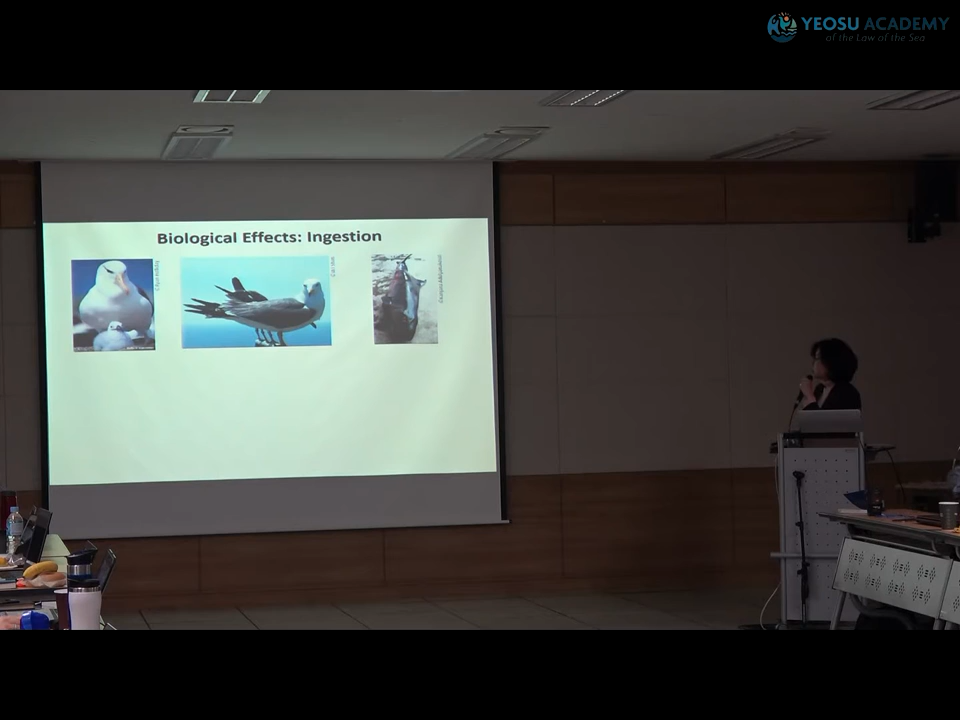 YEOSU ACADEMY
of the Law of the Sea
Biological Effects: Ingestion